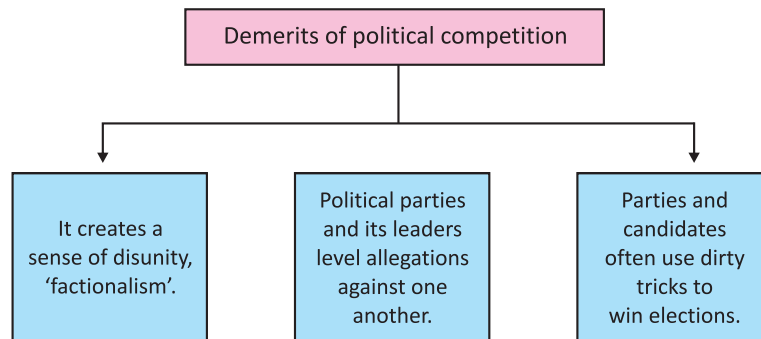 Demerits of political competition
It creates a
sense of disunity,
‘factionalism’.
Political parties
and its leaders
level allegations
against one
another.
Parties and
candidates
often use dirty
tricks to
win elections.